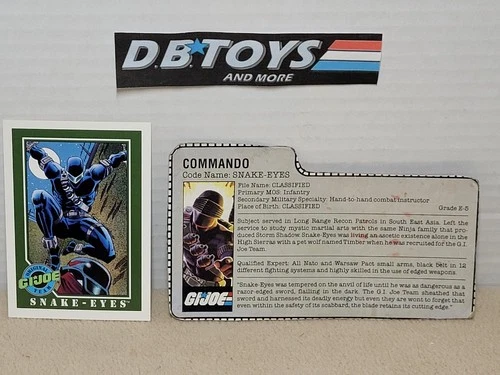 D.B.★TOYS
AND MORE
ORIGINAL
GI JOE
TEAM
SNAKE-EYES
COMMANDO
Code Name: SNAKE-EYES
File Name: CLASSIFIED
Primary MOS: Infantry
Secondary Military Specialty: Hand-to-hand combat instructor
Place of Birth: CLASSIFIED
Grade E-5
Subject served in Long Range Recon Patrols in South East Asia. Left the
service to study mystic martial arts with the same Ninja family that pro-
duced Storm Shadow. Snake-Eyes was living an ascetic existence alone in the
High Sierras with a pet wolf named Timber when he was recruited for the G.I.
Joe Team.
Qualified Expert: All Nato and Warsaw Pact small arms, black belt in 12
different fighting systems and highly skilled in the use of edged weapons.
"Snake-Eyes was tempered on the anvil of life until he was as dangerous as a
razor-edged sword, flailing in the dark. The G.I. Joe Team sheathed that
sword and harnessed its deadly energy but even they are wont to forget that
even within the safety of its scabbard, the blade retains its cutting edge."
G.I. JOE